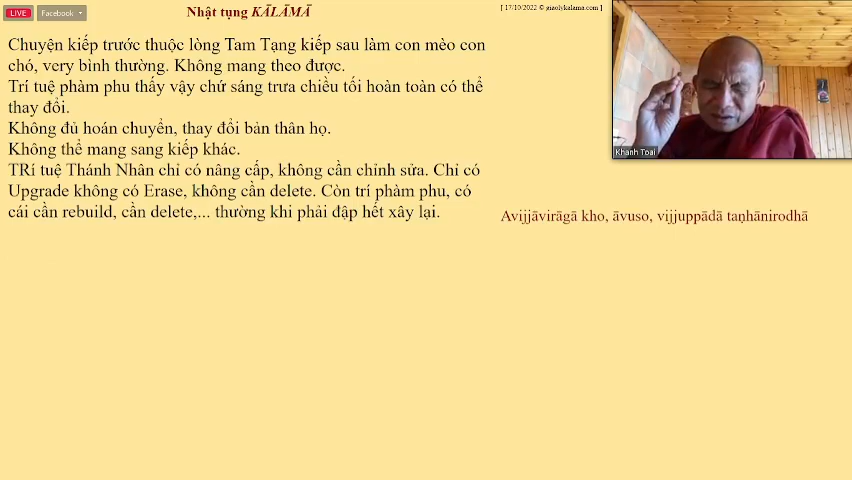 LIVE
Facebook
Nhật tụng KĀLĀMĀ
[ 17/10/2022 © giaolykalama.com ]
Chuyện kiếp trước thuộc lòng Tam Tạng kiếp sau làm con mèo con
chó, very bình thường. Không mang theo được.
Trí tuệ phàm phu thấy vậy chứ sáng trưa chiều tối hoàn toàn có thể
thay đổi.
Không đủ hoán chuyển, thay đổi bản thân họ.
Không thể mang sang kiếp khác.
TRí tuệ Thánh Nhân chỉ có nâng cấp, không cần chỉnh sửa. Chỉ có
Upgrade không có Erase, không cần delete. Còn trí phàm phu, có
cái cần rebuild, cần delete,... thường khi phải đập hết xây lại.
Khanh Toai
Avijjāvirāgā kho, āvuso, vijjuppādā taṇhānirodhā